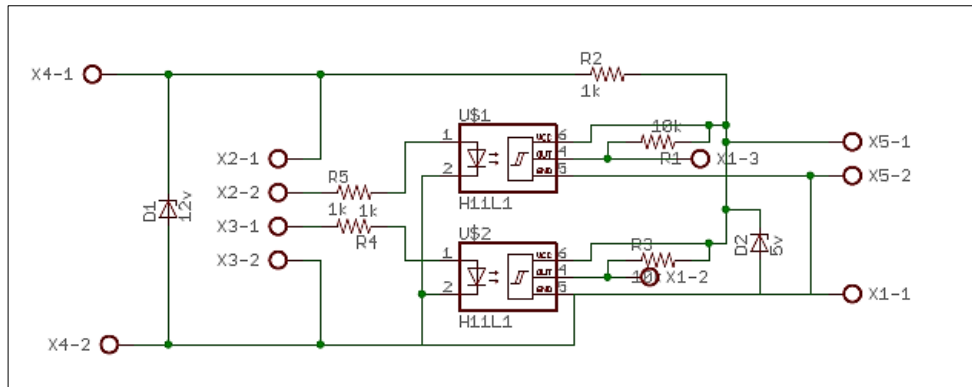 R2
X4-1
1k
U$1
10k
1
VCC 6
OUT 4
GND 5
2
R1
X1-3
X5-1
X5-2
X2-1
X2-2
R5
1k 1k
H11L1
X3-1
R4
U$2
D1
12v
R3
D2
5v
X3-2
1
VCC 6
OUT 4
GND 5
2
X1-2
X1-1
H11L1
X4-2